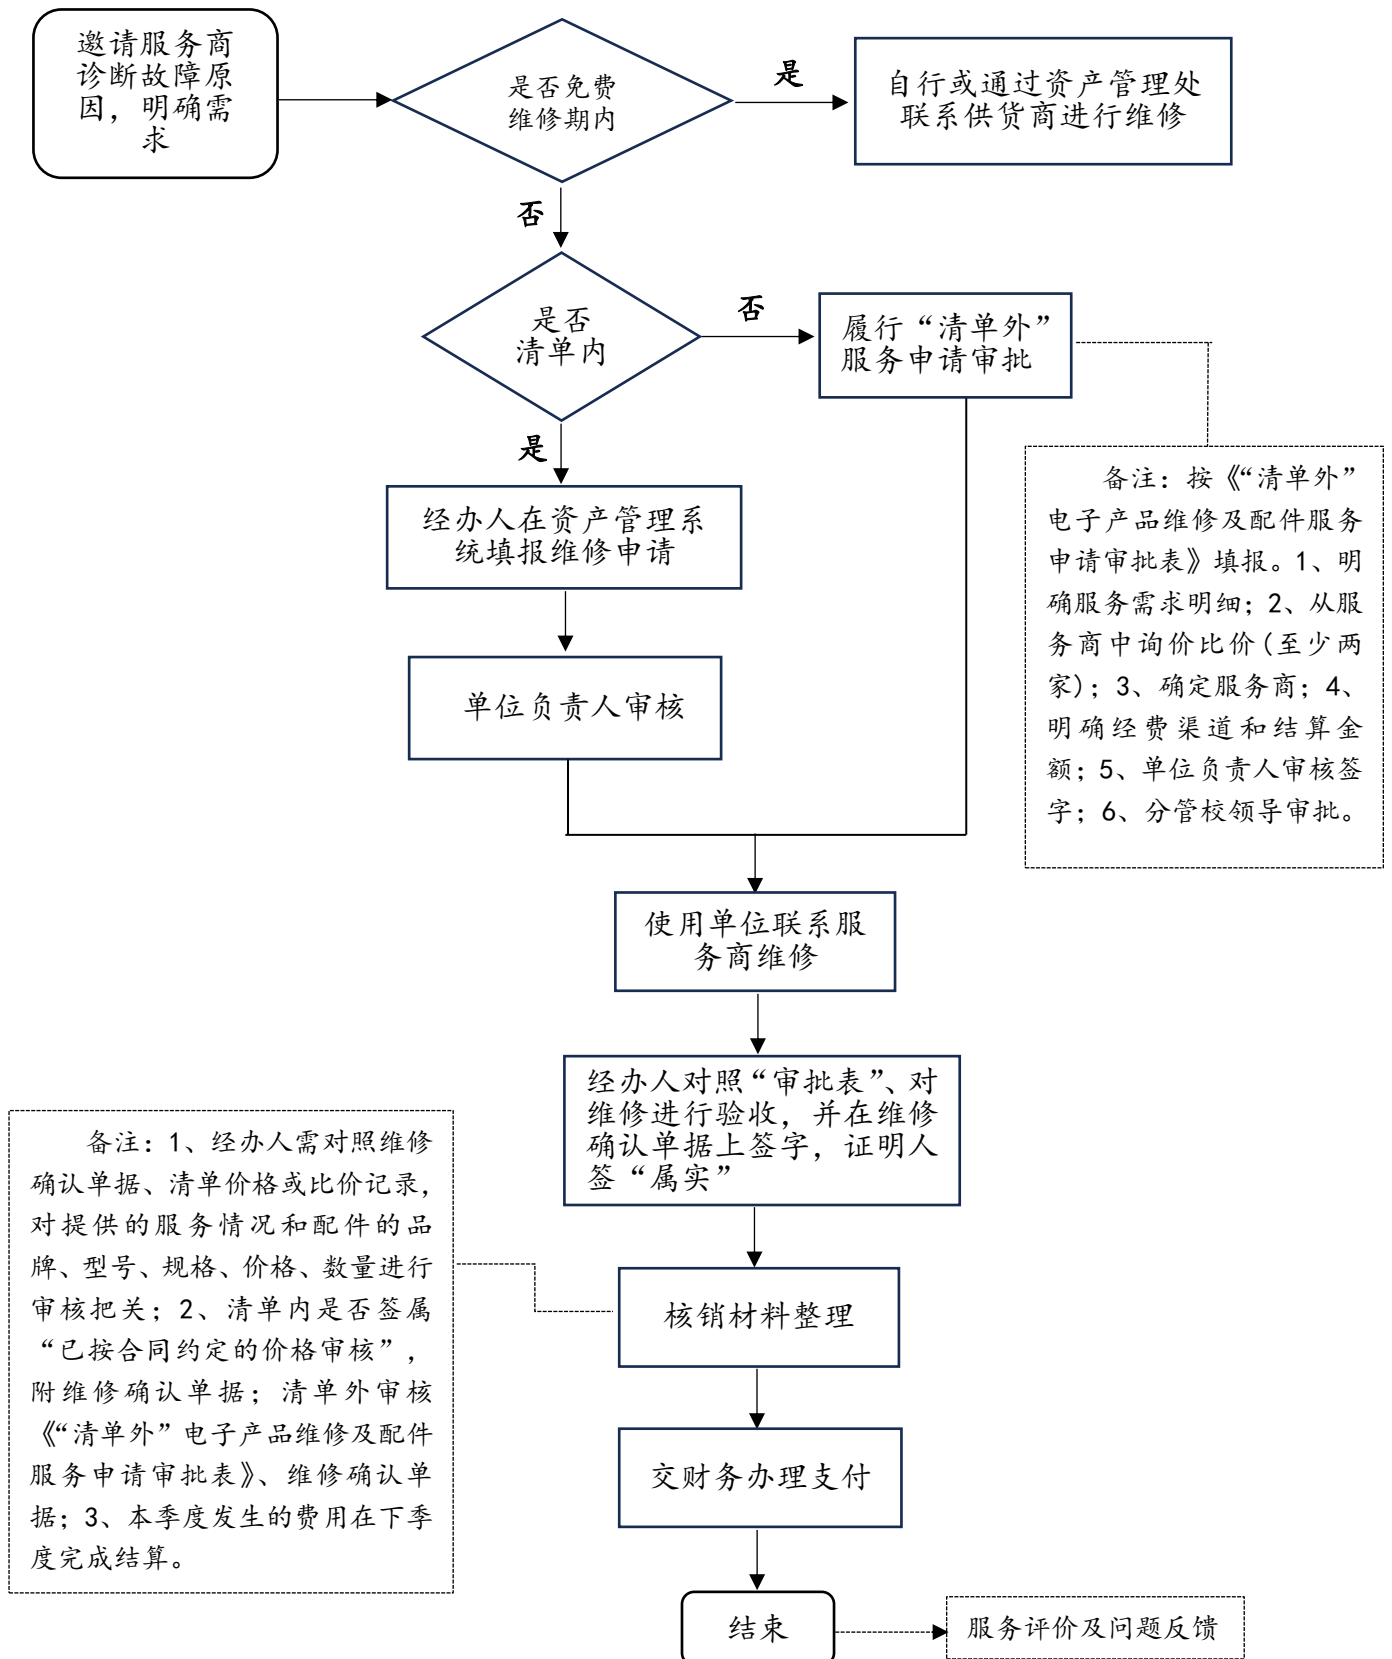 邀请服务商
诊断故障原
因，明确需
求
是否免费
维修期内
是
自行或通过资产管理处
联系供货商进行维修
否
是否
清单内
否
履行“清单外”
服务申请审批
是
经办人在资产管理系
统填报维修申请
备注：按《“清单外”
电子产品维修及配件服务
申请审批表》填报。1、明
确服务需求明细；2、从服
务商中询价比价(至少两
家)；3、确定服务商；4、
明确经费渠道和结算金
额；5、单位负责人审核签
字；6、分管校领导审批。
单位负责人审核
使用单位联系服
务商维修
经办人对照“审批表”、对
维修进行验收，并在维修
确认单据上签字，证明人
签“属实”
备注：1、经办人需对照维修
确认单据、清单价格或比价记录，
对提供的服务情况和配件的品
牌、型号、规格、价格、数量进行
审核把关；2、清单内是否签属
“已按合同约定的价格审核”，
附维修确认单据；清单外审核
《“清单外”电子产品维修及配件
服务申请审批表》、维修确认单
据；3、本季度发生的费用在下季
度完成结算。
核销材料整理
交财务办理支付
结束
服务评价及问题反馈